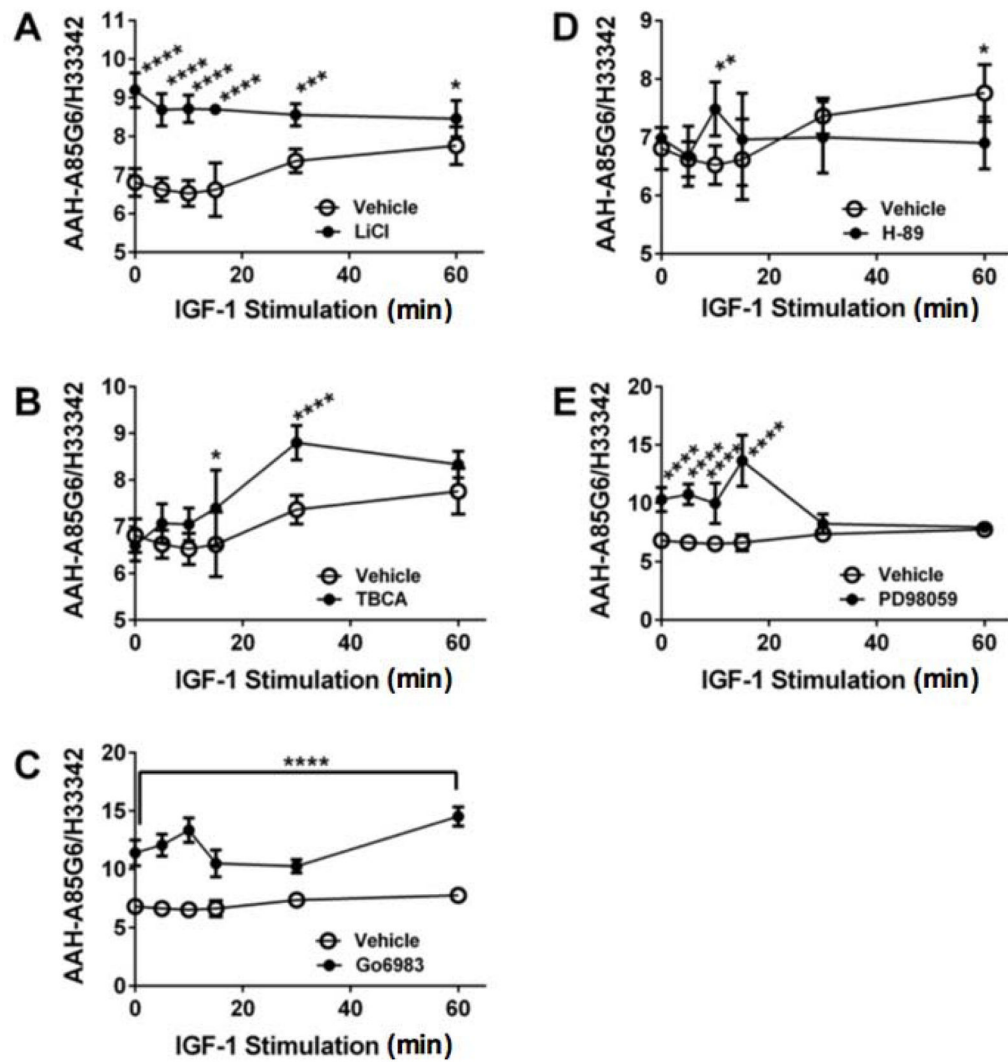 A
AAH-A85G6/H33342
11
10
9
8
7
6
5
****
****
****
****
***
*
Vehicle
LiCl
0
20
40
60
IGF-1 Stimulation (min)
B
AAH-A85G6/H33342
10
9
8
7
6
5
*
****
Vehicle
TBCA
0
20
40
60
IGF-1 Stimulation (min)
C
AAH-A85G6/H33342
20
15
10
5
0
****
Vehicle
Go6983
0
20
40
60
IGF-1 Stimulation (min)
D
AAH-A85G6/H33342
9
8
7
6
5
**
*
Vehicle
H-89
0
20
40
60
IGF-1 Stimulation (min)
E
AAH-A85G6/H33342
20
15
10
5
0
****
****
****
****
Vehicle
PD98059
0
20
40
60
IGF-1 Stimulation (min)